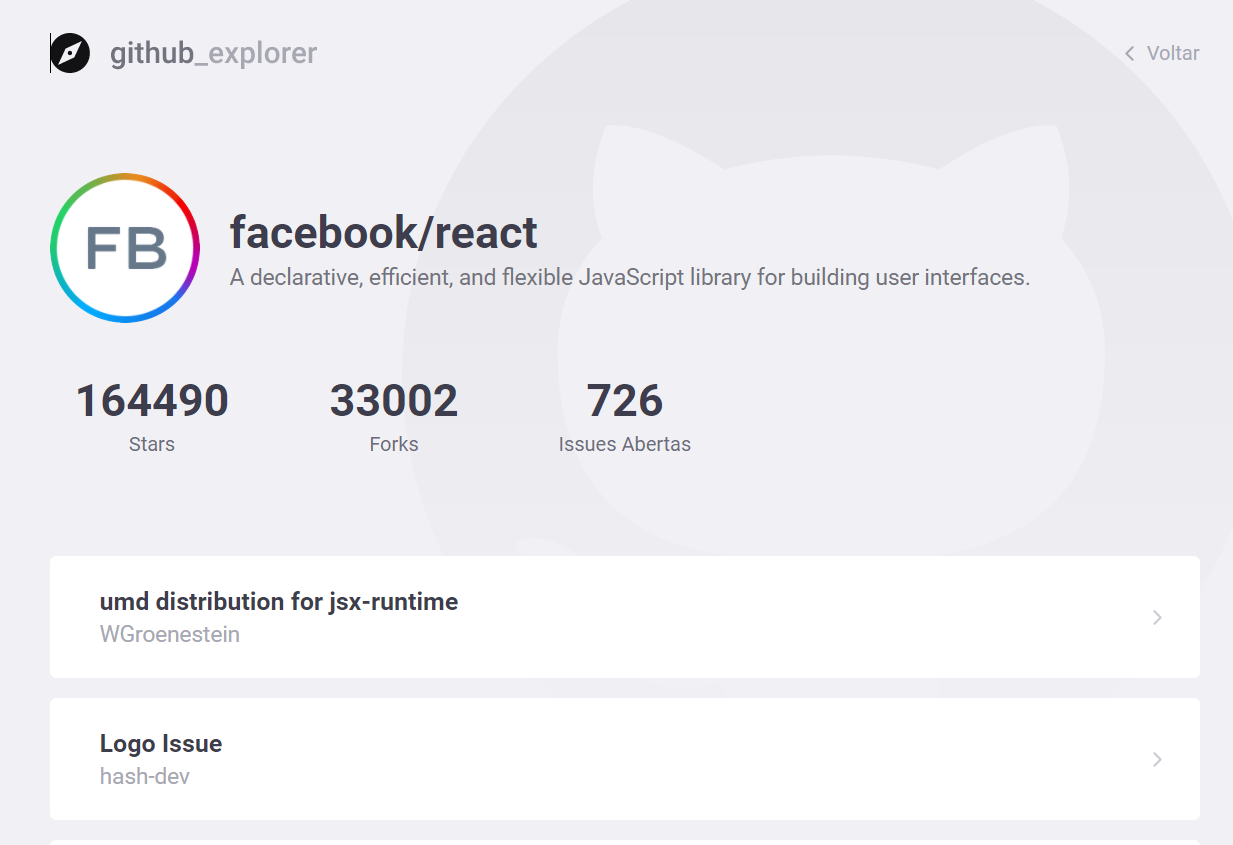 github_explorer
Voltar
FB
facebook/react
A declarative, efficient, and flexible JavaScript library for building user interfaces.
164490 33002 726
Stars Forks Issues Abertas
umd distribution for jsx-runtime
WGroenestein
Logo Issue
hash-dev